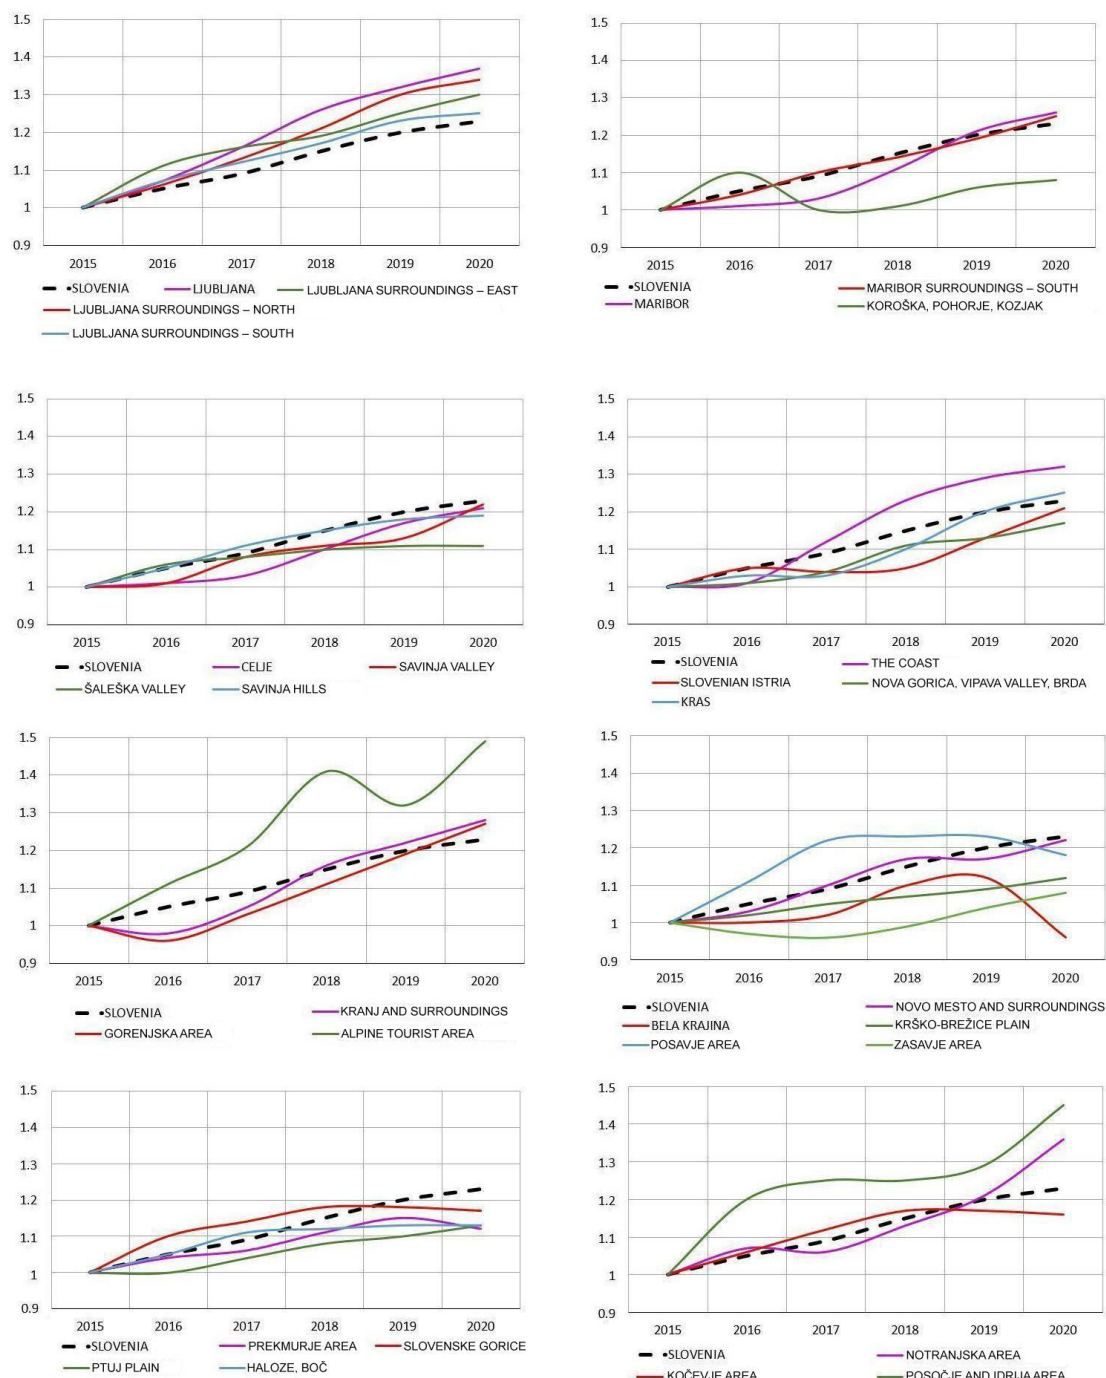 1.5
1.4
1.3
1.2
1.1
1
0.9
2015 2016 2017 2018 2019 2020
SLOVENIA LJUBLJANA LJUBLJANA SURROUNDINGS – EAST
LJUBLJANA SURROUNDINGS – NORTH
LJUBLJANA SURROUNDINGS – SOUTH
1.5
1.4
1.3
1.2
1.1
1
0.9
2015 2016 2017 2018 2019 2020
SLOVENIA MARIBOR SURROUNDINGS – SOUTH
MARIBOR KOROŠKA, POHORJE, KOZJAK
1.5
1.4
1.3
1.2
1.1
1
0.9
2015 2016 2017 2018 2019 2020
SLOVENIA CELJE SAVINJA VALLEY
ŠALEŠKA VALLEY SAVINJA HILLS
1.5
1.4
1.3
1.2
1.1
1
0.9
2015 2016 2017 2018 2019 2020
SLOVENIA THE COAST
SLOVENIAN ISTRIA NOVA GORICA, VIPAVA VALLEY, BRDA
KRAS
1.5
1.4
1.3
1.2
1.1
1
0.9
2015 2016 2017 2018 2019 2020
SLOVENIA KRANJ AND SURROUNDINGS
GORENJSKA AREA ALPINE TOURIST AREA
1.5
1.4
1.3
1.2
1.1
1
0.9
2015 2016 2017 2018 2019 2020
SLOVENIA NOVO MESTO AND SURROUNDINGS
BELA KRAJINA KRŠKO-BREŽICE PLAIN
POSAVJE AREA ZASAVJE AREA
1.5
1.4
1.3
1.2
1.1
1
0.9
2015 2016 2017 2018 2019 2020
SLOVENIA PREKMURJE AREA SLOVENSKE GORICE
PTUJ PLAIN HALOZE, BOČ
1.5
1.4
1.3
1.2
1.1
1
0.9
2015 2016 2017 2018 2019 2020
SLOVENIA NOTRANJSKA AREA
KOČEVJE AREA POSOČJE AND IDRIJA AREA